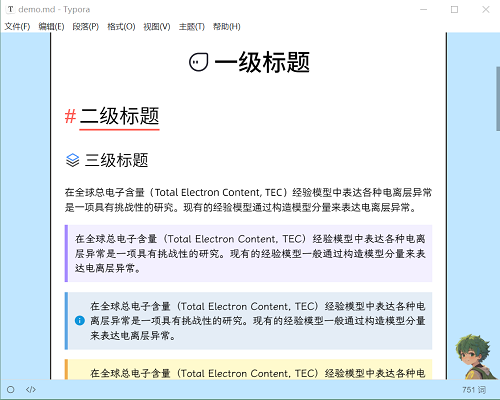 demo.md - Typora
文件(F) 编辑(E) 段落(P) 格式(O) 视图(V) 主题(T) 帮助(H)
一级标题
# 二级标题
三级标题
在全球总电子含量（Total Electron Content, TEC）经验模型中表达各种电离层异常
是一项具有挑战性的研究。现有的经验模型通过构造模型分量来表达电离层异常。
在全球总电子含量（Total Electron Content, TEC）经验模型中表达各种电离
层异常是一项具有挑战性的研究。现有的经验模型一般通过构造模型分量来表
达电离层异常。
在全球总电子含量（Total Electron Content, TEC）经验模型中表达各种电
离层异常是一项具有挑战性的研究。现有的经验模型一般通过构造模型分量
来表达电离层异常。
在全球总电子含量（Total Electron Content, TEC）经验模型中表达各种电
751 词